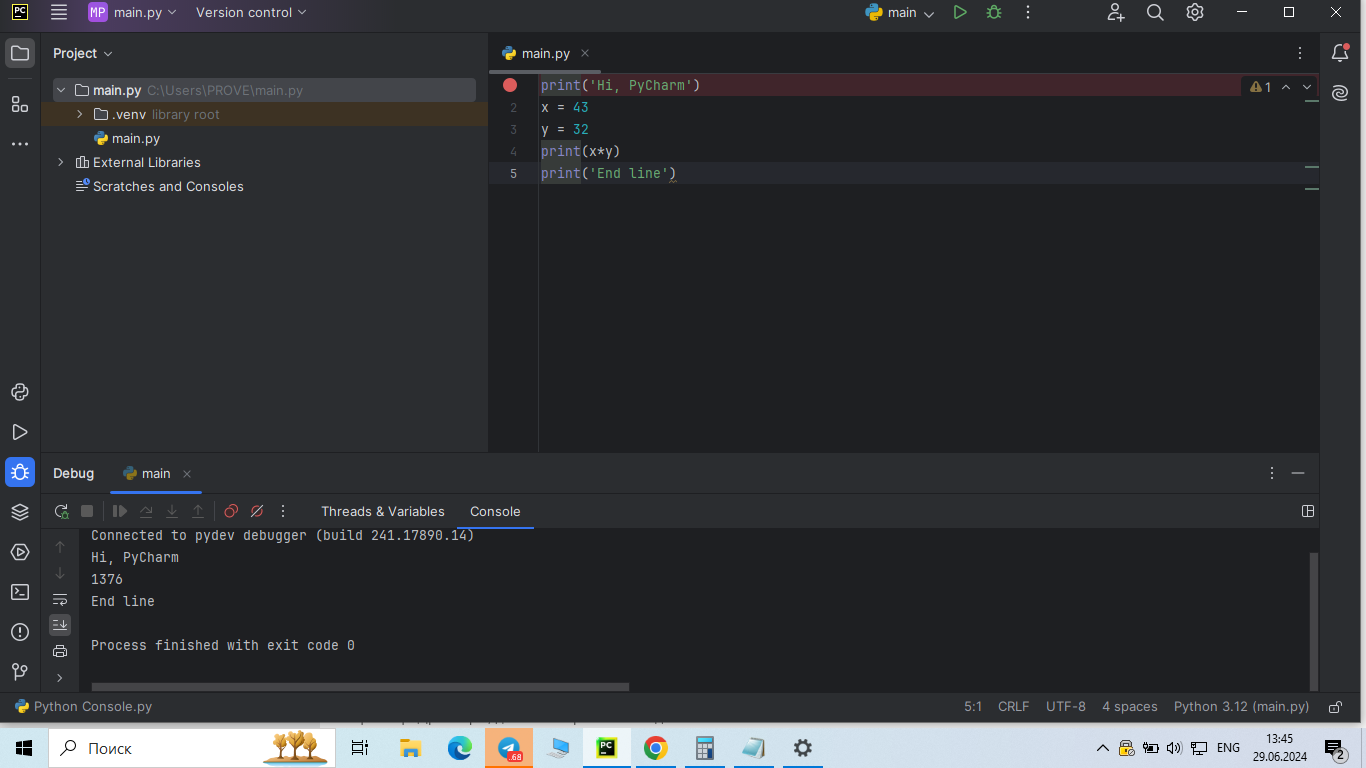 PC MP main.py Version control main
Project
main.py
main.py C:\Users\PROVE\main.py
.venv library root
main.py
External Libraries
Scratches and Consoles
print('Hi, PyCharm')
1
2 x = 43
3 y = 32
4 print(x*y)
5 print('End line')
Debug main
Threads & Variables Console
Connected to pydev debugger (build 241.17890.14)
Hi, PyCharm
1376
End line
Process finished with exit code 0
Python Console.py 5:1 CRLF UTF-8 4 spaces Python 3.12 (main.py)
Поиск .68 PC ENG 13:45
29.06.2024 2